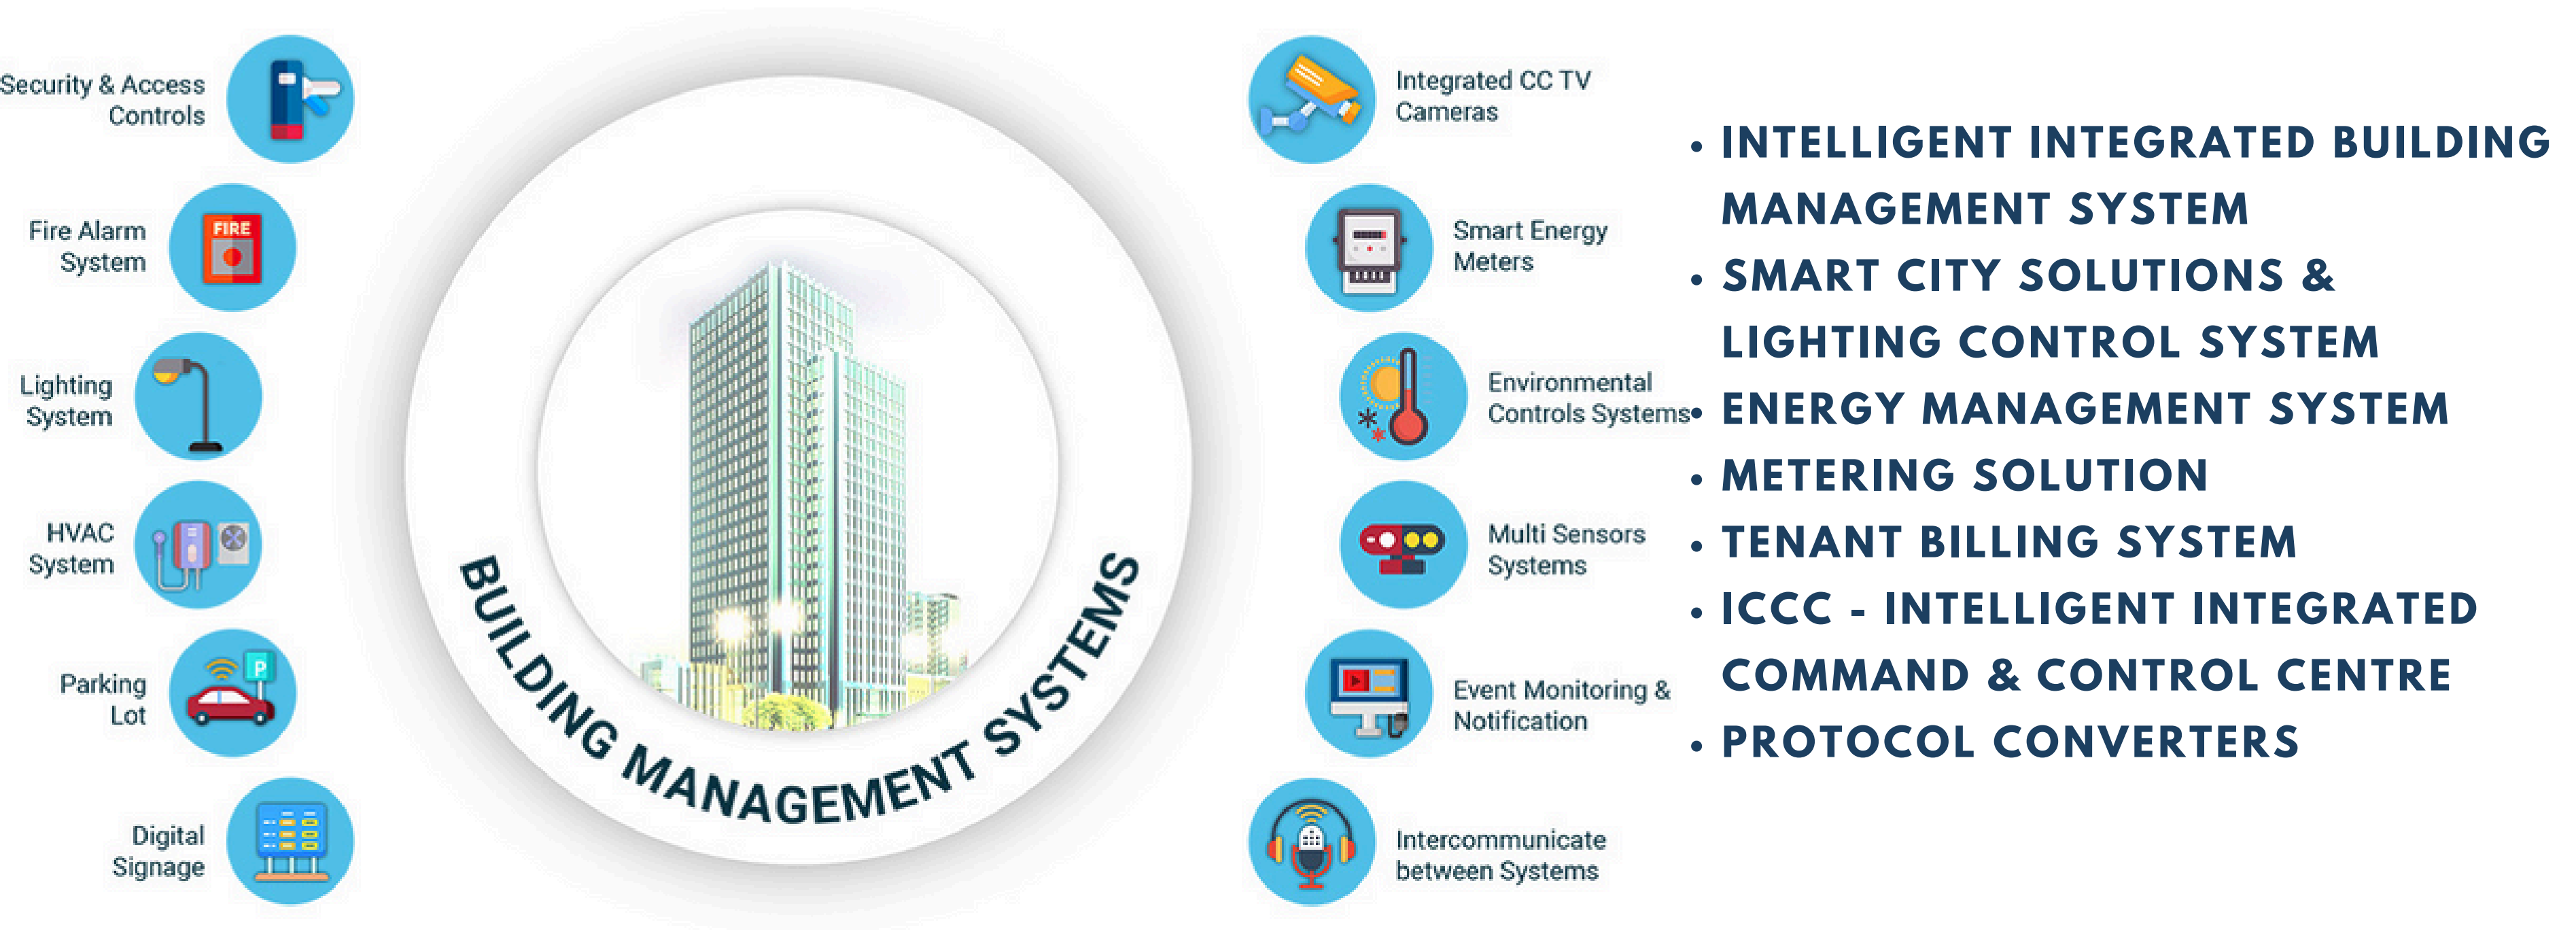 Security & Access
Controls
FIRE
Fire Alarm
System
Lighting
System
HVAC
System
P
Parking
Lot
Digital
Signage
BUILDING MANAGEMENT SYSTEMS
Integrated CC TV
Cameras
Smart Energy
Meters
Environmental
Controls Systems
Multi Sensors
Systems
Event Monitoring &
Notification
Intercommunicate
between Systems
• INTELLIGENT INTEGRATED BUILDING
MANAGEMENT SYSTEM
• SMART CITY SOLUTIONS &
LIGHTING CONTROL SYSTEM
• ENERGY MANAGEMENT SYSTEM
• METERING SOLUTION
• TENANT BILLING SYSTEM
• ICCC - INTELLIGENT INTEGRATED
COMMAND & CONTROL CENTRE
• PROTOCOL CONVERTERS